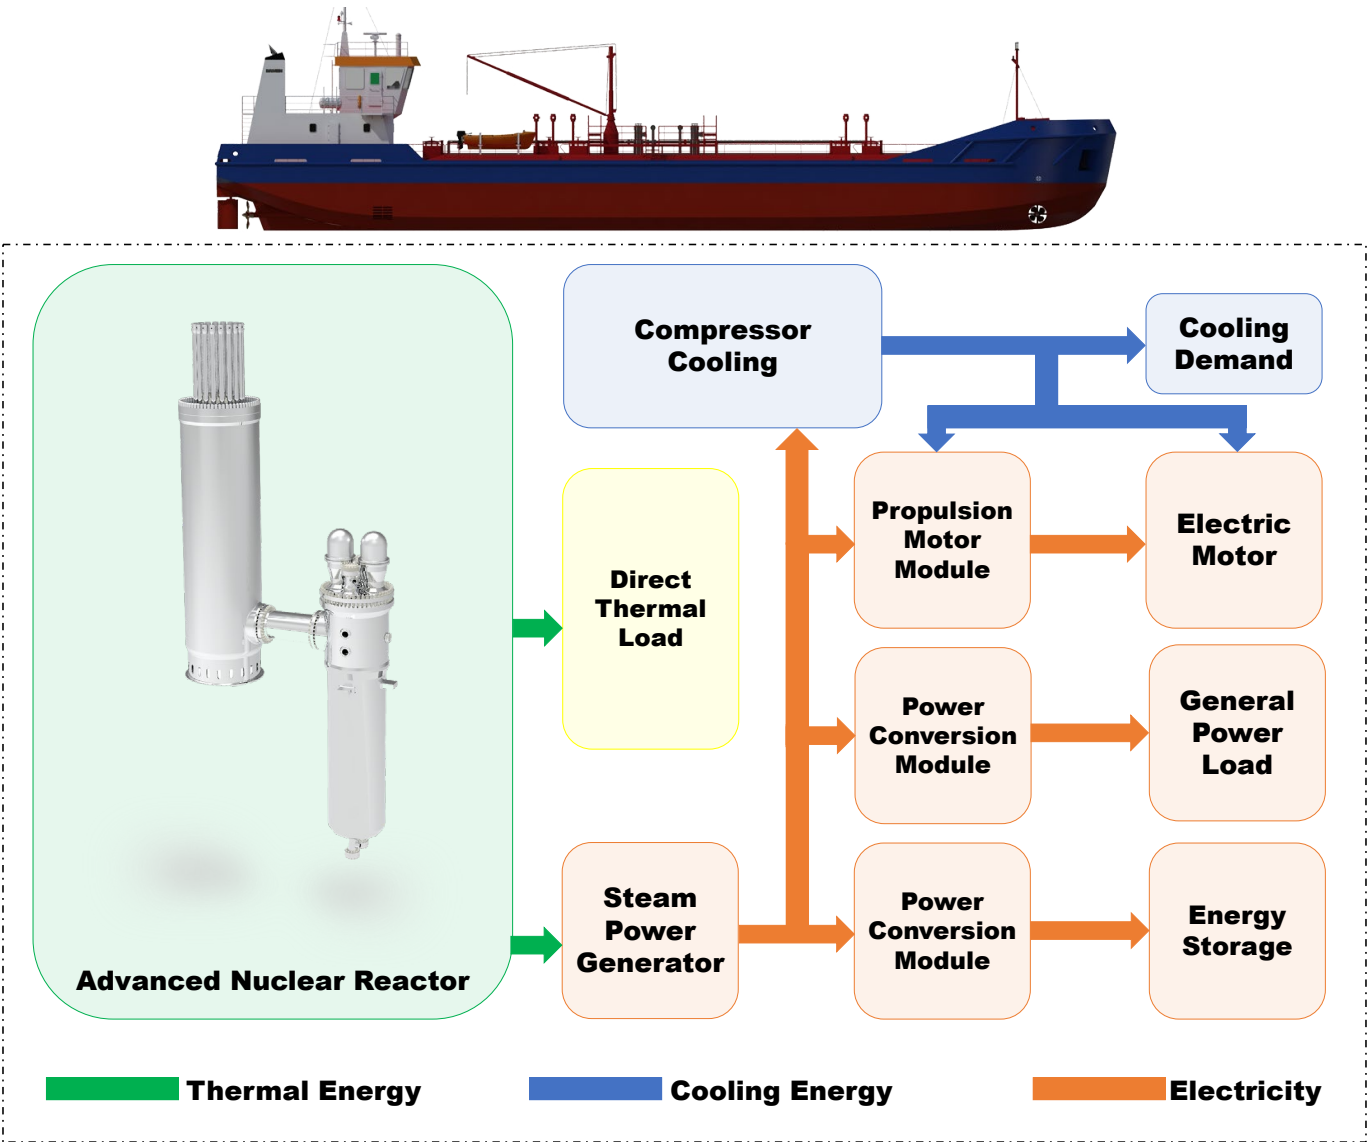 Compressor
Cooling
Cooling
Demand
Propulsion
Motor
Module
Electric
Motor
Direct
Thermal
Load
Power
Conversion
Module
General
Power
Load
Steam
Power
Generator
Power
Conversion
Module
Energy
Storage
Advanced Nuclear Reactor
Thermal Energy
Cooling Energy
Electricity